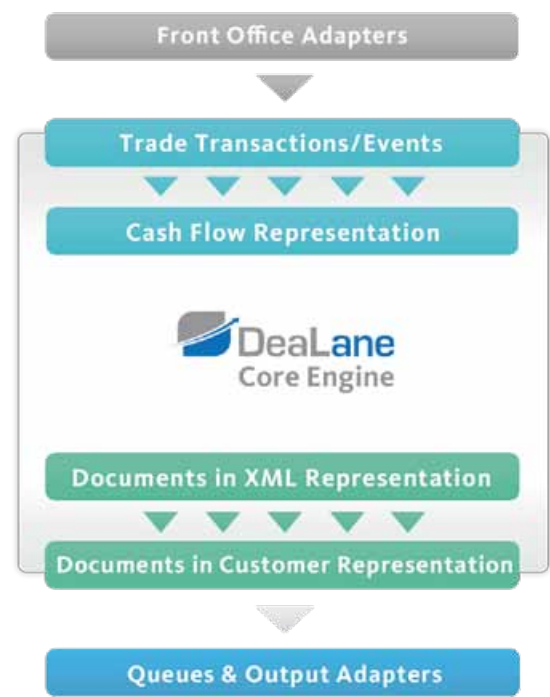 Front Office Adapters
Trade Transactions/Events
Cash Flow Representation
DeaLane
Core Engine
Documents in XML Representation
Documents in Customer Representation
Queues & Output Adapters